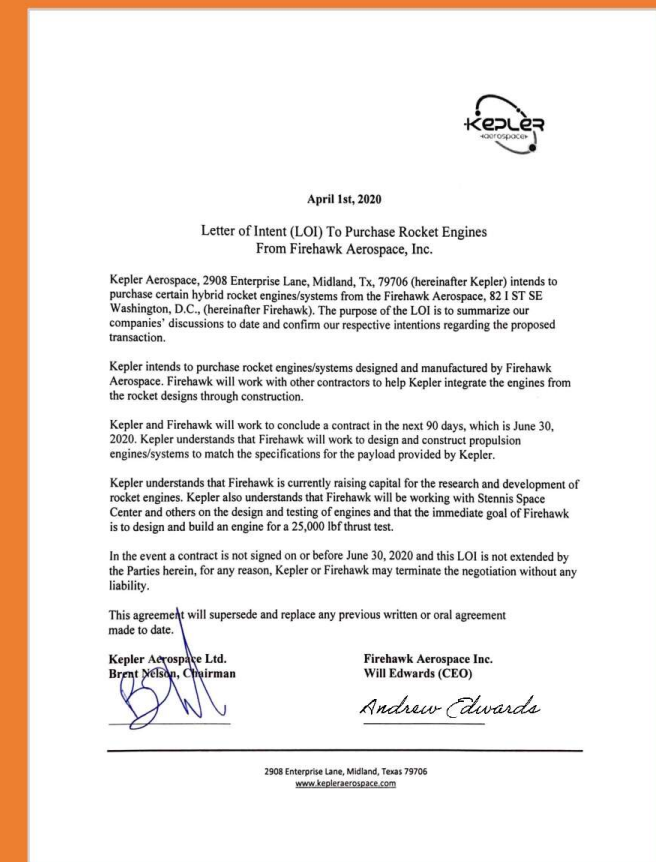 Kepler
aerospace
April 1st, 2020
Letter of Intent (LOI) To Purchase Rocket Engines
From Firehawk Aerospace, Inc.
Kepler Aerospace, 2908 Enterprise Lane, Midland, Tx, 79706 (hereinafter Kepler) intends to
purchase certain hybrid rocket engines/systems from the Firehawk Aerospace, 82 I ST SE
Washington, D.C., (hereinafter Firehawk). The purpose of the LOI is to summarize our
companies' discussions to date and confirm our respective intentions regarding the proposed
transaction.
Kepler intends to purchase rocket engines/systems designed and manufactured by Firehawk
Aerospace. Firehawk will work with other contractors to help Kepler integrate the engines from
the rocket designs through construction.
Kepler and Firehawk will work to conclude a contract in the next 90 days, which is June 30,
2020. Kepler understands that Firehawk will work to design and construct propulsion
engines/systems to match the specifications for the payload provided by Kepler.
Kepler understands that Firehawk is currently raising capital for the research and development of
rocket engines. Kepler also understands that Firehawk will be working with Stennis Space
Center and others on the design and testing of engines and that the immediate goal of Firehawk
is to design and build an engine for a 25,000 lbf thrust test.
In the event a contract is not signed on or before June 30, 2020 and this LOI is not extended by
the Parties herein, for any reason, Kepler or Firehawk may terminate the negotiation without any
liability.
This agreement will supersede and replace any previous written or oral agreement
made to date.
Kepler Aerospace Ltd.
Brent Nelson, Chairman
Firehawk Aerospace Inc.
Will Edwards (CEO)
Andrew Edwards
2908 Enterprise Lane, Midland, Texas 79706
www.kepleraerospace.com